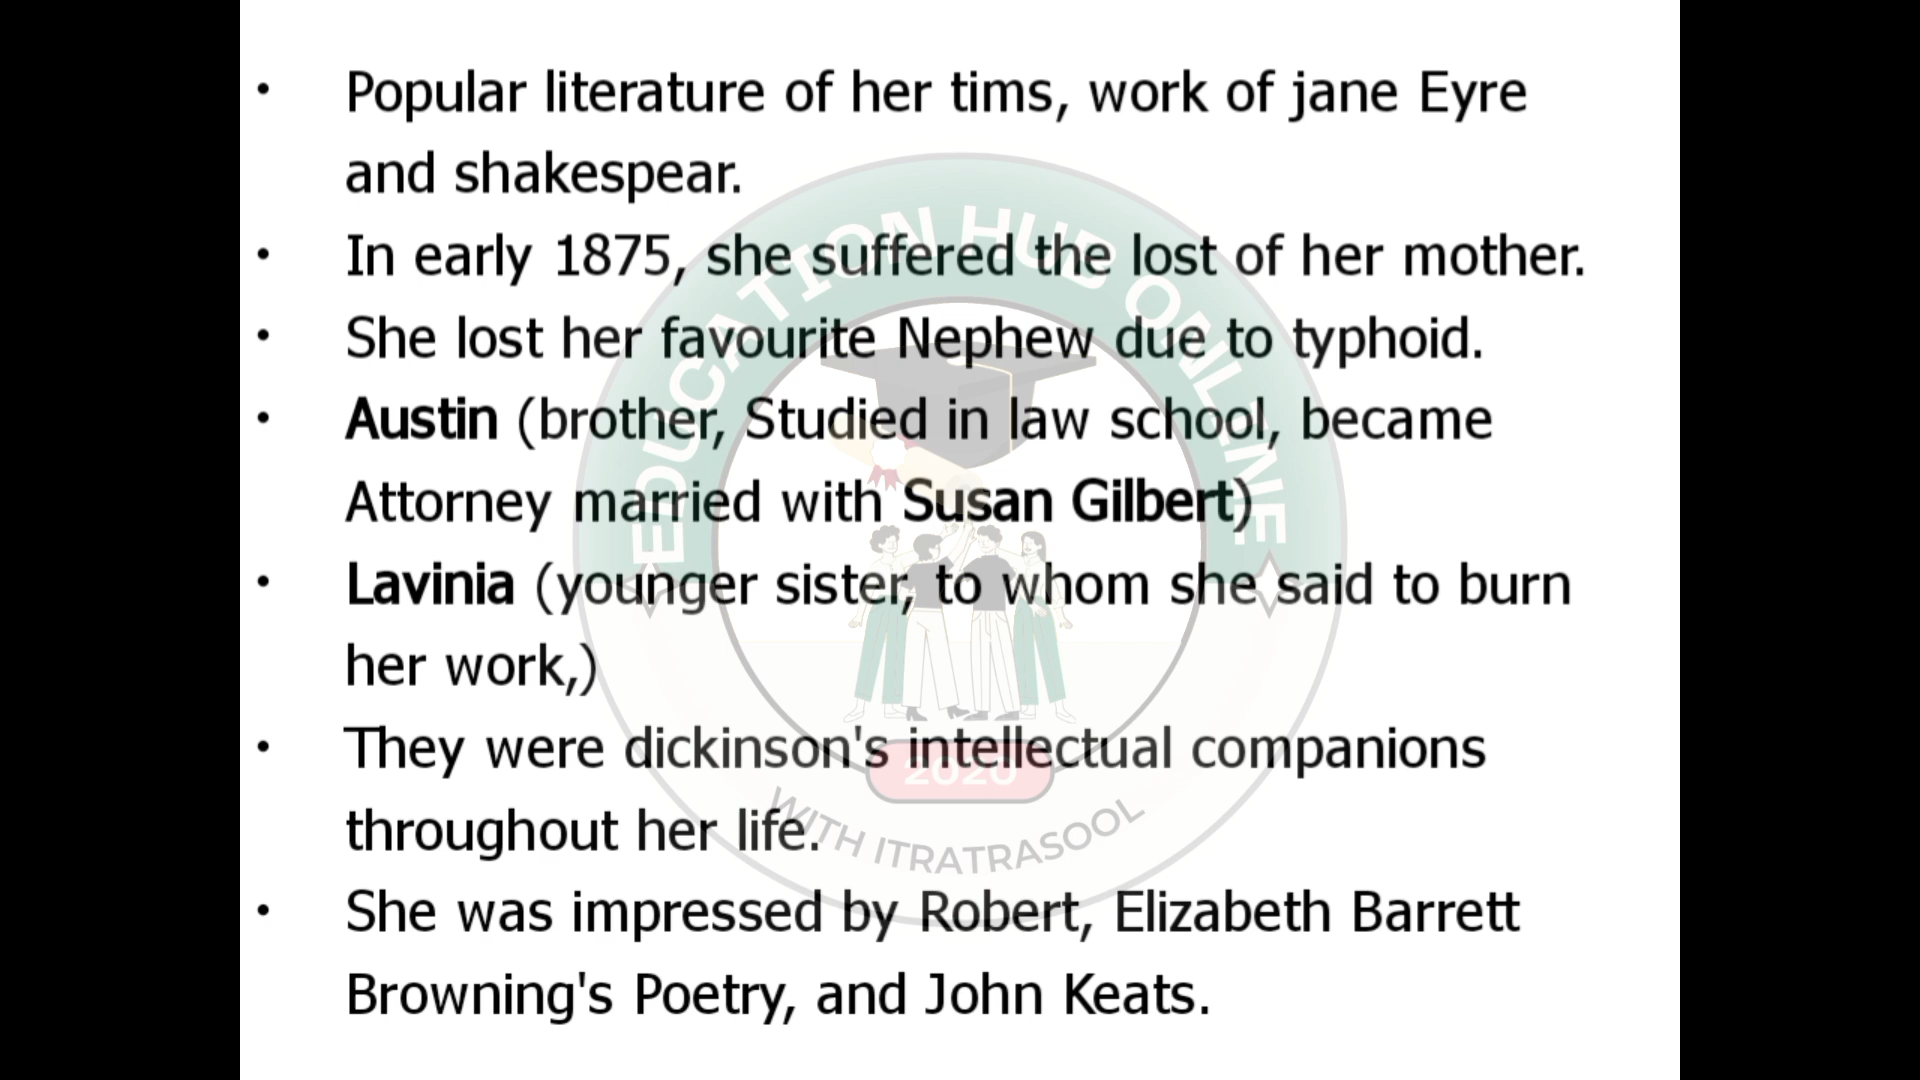 • Popular literature of her tims, work of jane Eyre
and shakespear.
• In early 1875, she suffered the lost of her mother.
• She lost her favourite Nephew due to typhoid.
• Austin (brother, Studied in law school, became
Attorney married with Susan Gilbert)
• Lavinia (younger sister, to whom she said to burn
her work,)
• They were dickinson's intellectual companions
throughout her life.
• She was impressed by Robert, Elizabeth Barrett
Browning's Poetry, and John Keats.
EDUCATION HUB ONLINE
2020
WITH ITRATRASOOL